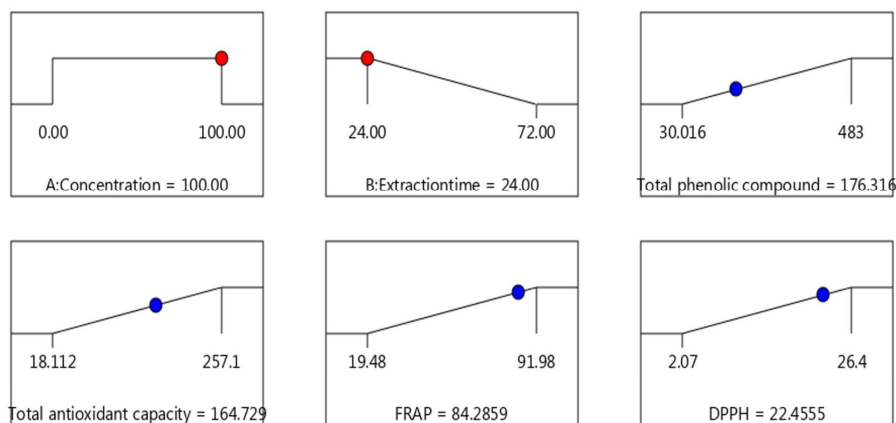 0.00 100.00
A:Concentration = 100.00
24.00 72.00
B:Extractiontime = 24.00
30.016 483
Total phenolic compound = 176.316
18.112 257.1
Total antioxidant capacity = 164.729
19.48 91.98
FRAP = 84.2859
2.07 26.4
DPPH = 22.4555